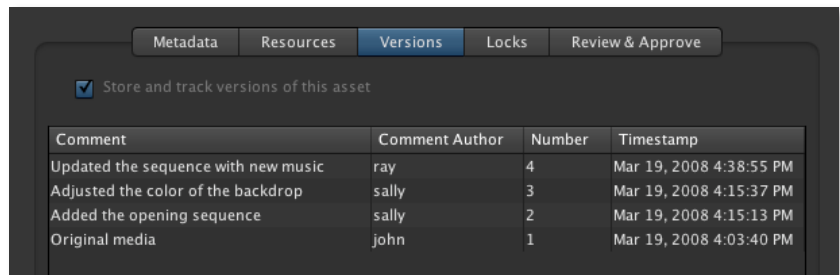 Metadata Resources Versions Locks Review & Approve
Store and track versions of this asset
Comment Comment Author Number Timestamp
Updated the sequence with new music ray 4 Mar 19, 2008 4:38:55 PM
Adjusted the color of the backdrop sally 3 Mar 19, 2008 4:15:37 PM
Added the opening sequence sally 2 Mar 19, 2008 4:15:13 PM
Original media john 1 Mar 19, 2008 4:03:40 PM